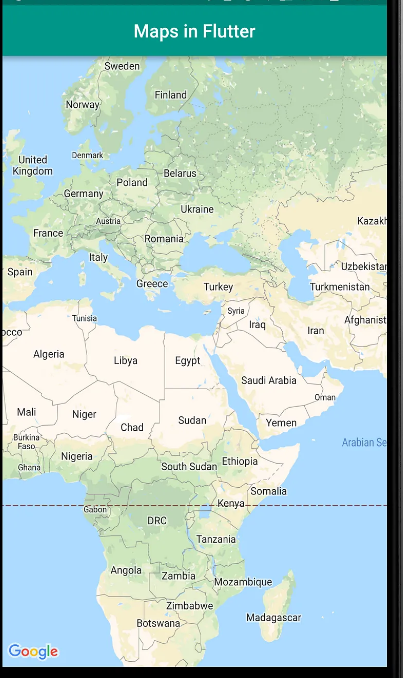 Maps in Flutter
Sweden
Finland
Norway
Denmark
United
Kingdom
Belarus
Poland
Germany
Ukraine
Austria
France
Romania
Kazakh
Italy
Uzbekistar
Spain
Greece
Turkey
Turkmenistan
Syria
Tunisia
Afghanist
Iraq
Iran
occo
Algeria
Libya
Egypt
Saudi Arabia
Oman
Mali
Niger
Sudan
Yemen
Chad
Burkina
Faso
Arabian Se
Nigeria
Ethiopia
Ghana
South Sudan
Somalia
Kenya
Gabon
DRC
Tanzania
Angola
Zambia
Mozambique
Zimbabwe
Madagascar
Botswana
Google